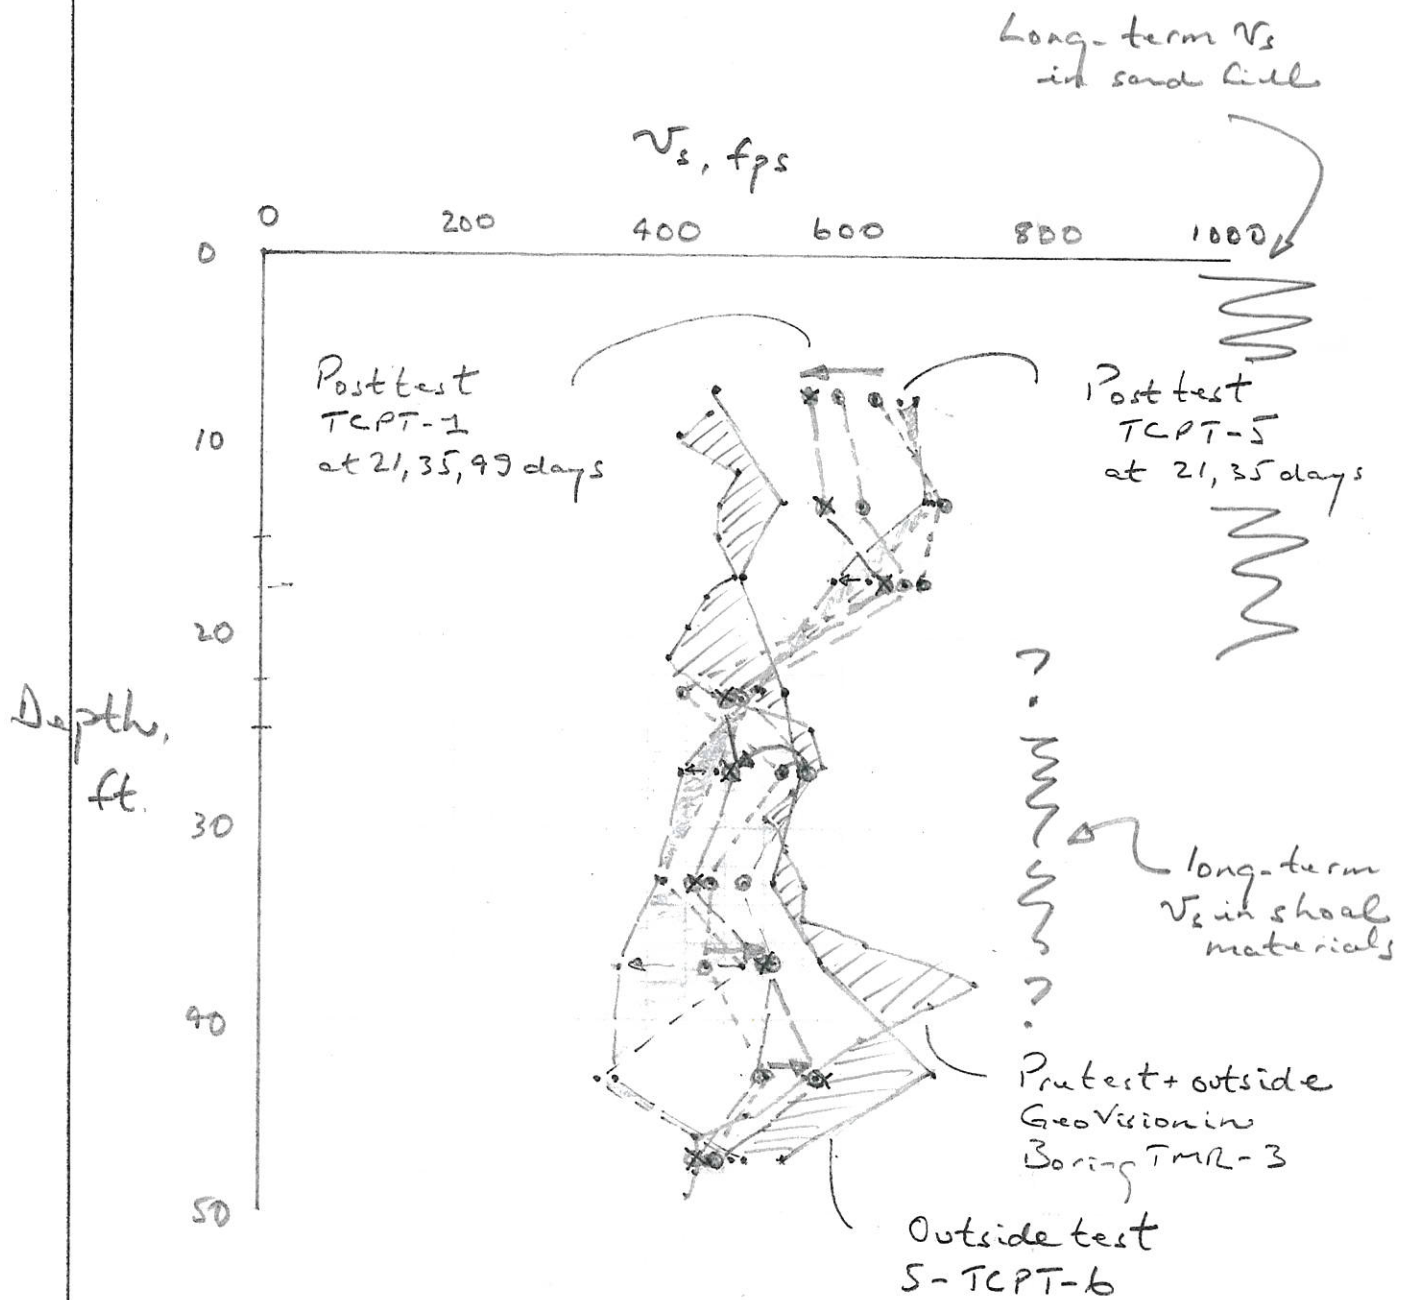 Long-term Vs
in sand fill
Vs, fps
0 200 400 600 800 1000
0
10
20
30
40
50
Depth,
ft.
Posttest
TCPT-1
at 21, 35, 49 days
Posttest
TCPT-5
at 21, 35 days
?
?
long-term
Vs in shoal
materials
Pretest + outside
GeoVision in
Boring TMR-3
Outside test
S-TCPT-6